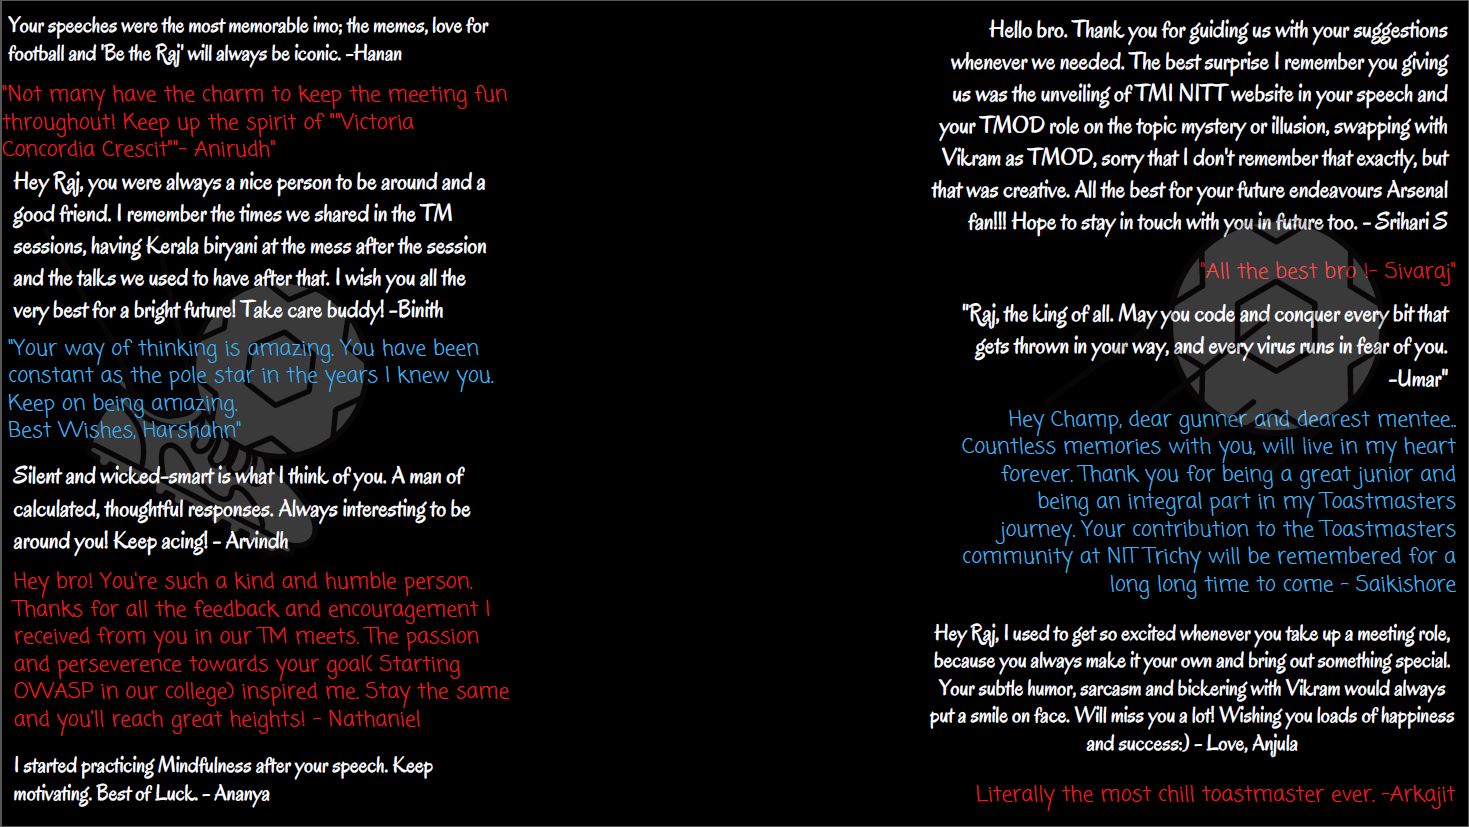 Your speeches were the most memorable imo; the memes, love for
football and 'Be the Raj' will always be iconic. -Hanan
"Not many have the charm to keep the meeting fun
throughout! Keep up the spirit of ""Victoria
Concordia Crescit""- Anirudh"
Hey Raj, you were always a nice person to be around and a
good friend. I remember the times we shared in the TM
sessions, having Kerala biryani at the mess after the session
and the talks we used to have after that. I wish you all the
very best for a bright future! Take care buddy! -Binith
"Your way of thinking is amazing. You have been
constant as the pole star in the years I knew you.
Keep on being amazing.
Best Wishes, Harshahn"
Silent and wicked-smart is what I think of you. A man of
calculated, thoughtful responses. Always interesting to be
around you! Keep acing! - Arvindh
Hey bro! You're such a kind and humble person.
Thanks for all the feedback and encouragement I
received from you in our TM meets. The passion
and perseverence towards your goal( Starting
OWASP in our college) inspired me. Stay the same
and you'll reach great heights! - Nathaniel
I started practicing Mindfulness after your speech. Keep
motivating. Best of Luck. - Ananya
Hello bro. Thank you for guiding us with your suggestions
whenever we needed. The best surprise I remember you giving
us was the unveiling of TMI NITT website in your speech and
your TMOD role on the topic mystery or illusion, swapping with
Vikram as TMOD, sorry that I don't remember that exactly, but
that was creative. All the best for your future endeavours Arsenal
fan!!! Hope to stay in touch with you in future too. - Srihari S
"All the best bro !- Sivaraj"
"Raj, the king of all. May you code and conquer every bit that
gets thrown in your way, and every virus runs in fear of you.
-Umar"
Hey Champ, dear gunner and dearest mentee..
Countless memories with you, will live in my heart
forever. Thank you for being a great junior and
being an integral part in my Toastmasters
journey. Your contribution to the Toastmasters
community at NIT Trichy will be remembered for a
long long time to come - Saikishore
Hey Raj, I used to get so excited whenever you take up a meeting role,
because you always make it your own and bring out something special.
Your subtle humor, sarcasm and bickering with Vikram would always
put a smile on face. Will miss you a lot! Wishing you loads of happiness
and success:) - Love, Anjula
Literally the most chill toastmaster ever. -Arkajit